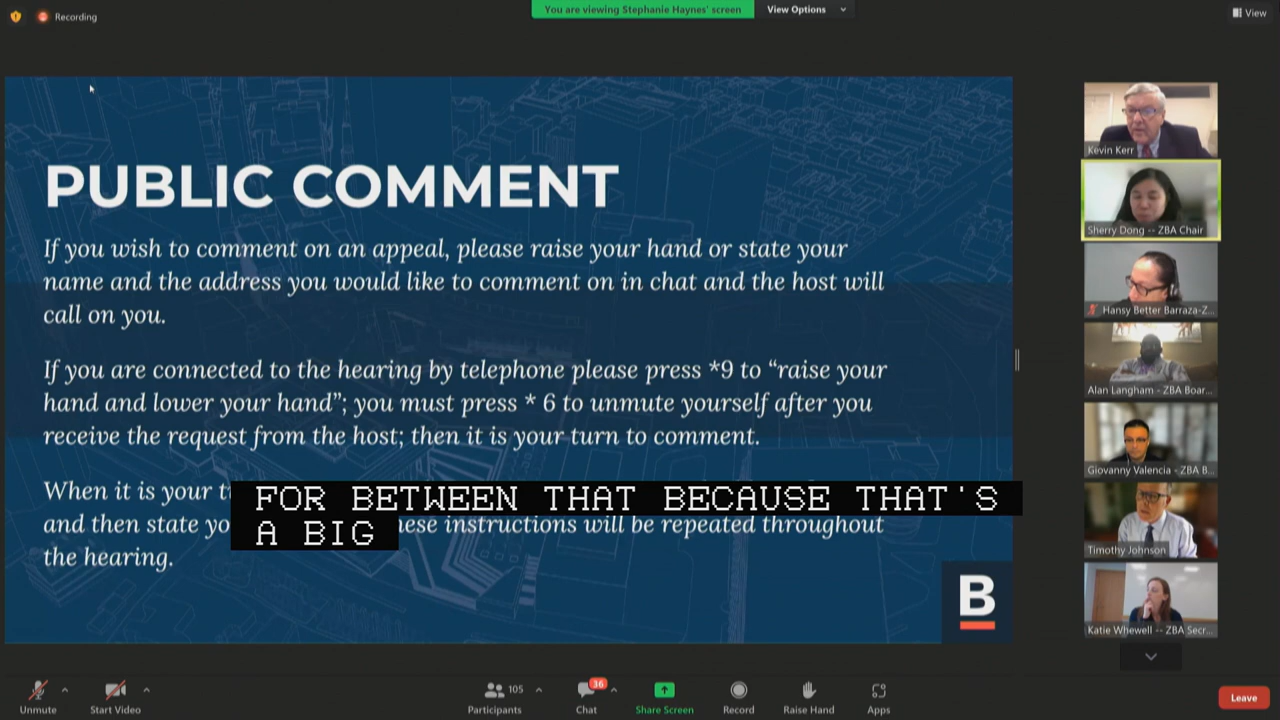 Recording
You are viewing Stephanie Haynes' screen
View Options
View
PUBLIC COMMENT
If you wish to comment on an appeal, please raise your hand or state your
name and the address you would like to comment on in chat and the host will
call on you.
If you are connected to the hearing by telephone please press *9 to “raise your
hand and lower your hand”; you must press * 6 to unmute yourself after you
receive the request from the host; then it is your turn to comment.
When it is your
and then state instructions will be repeated throughout
the hearing.
FOR BETWEEN THAT BECAUSE THAT'S
A BIG
B
Kevin Kerr
Sherry Dong -- ZBA Chair
Hansy Better Barraza-Z...
Alan Langham - ZBA Boar...
Giovanny Valencia - ZBA B...
Timothy Johnson
Katie Whewell -- ZBA Secr...
Unmute
Start Video
105
Participants
36
Chat
Share Screen
Record
Raise Hand
Apps
Leave